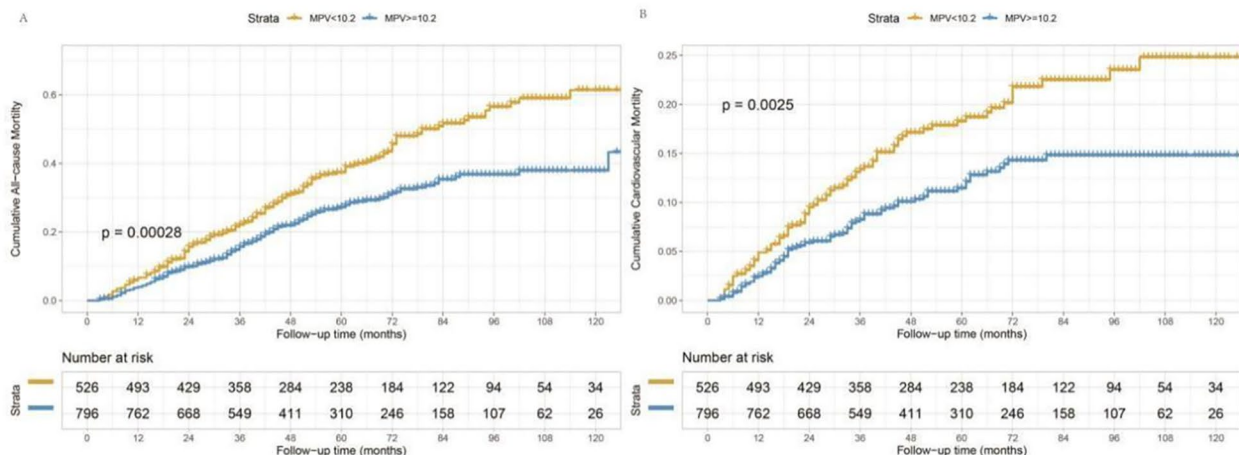 A
Strata MPV<10.2 MPV>=10.2
Cumulative All-cause Mortilty
0.6
0.4
0.2
0.0
p = 0.00028
0 12 24 36 48 60 72 84 96 108 120
Follow-up time (months)
Number at risk
Strata
526 493 429 358 284 238 184 122 94 54 34
796 762 668 549 411 310 246 158 107 62 26
0 12 24 36 48 60 72 84 96 108 120
Follow-up time (months)
B
Strata MPV<10.2 MPV>=10.2
Cumulative Cardiovascular Mortilty
0.25
0.20
0.15
0.10
0.05
0.00
p = 0.0025
0 12 24 36 48 60 72 84 96 108 120
Follow-up time (months)
Number at risk
Strata
526 493 429 358 284 238 184 122 94 54 34
796 762 668 549 411 310 246 158 107 62 26
0 12 24 36 48 60 72 84 96 108 120
Follow-up time (months)